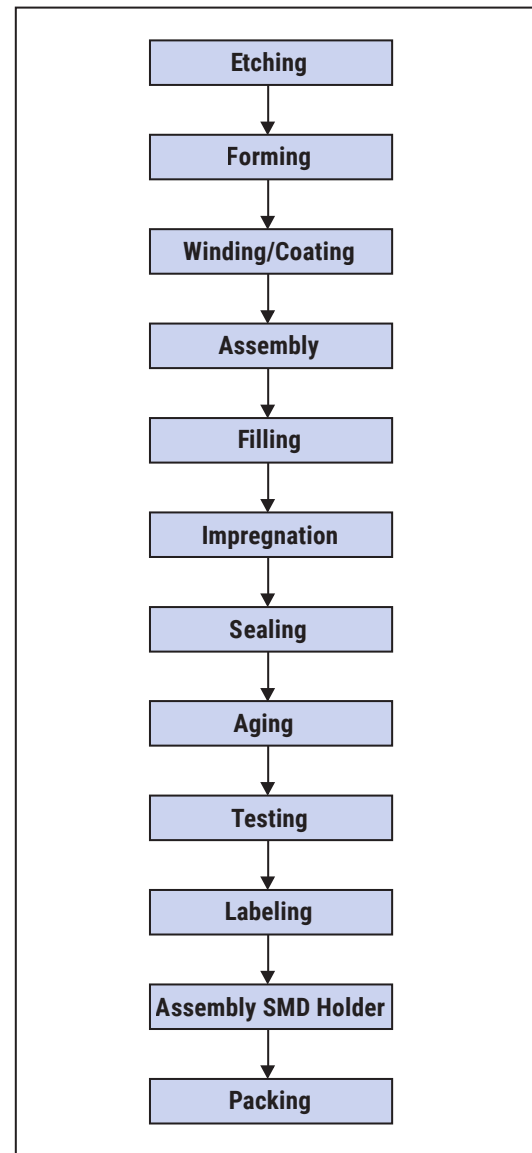 Etching
Forming
Winding/Coating
Assembly
Filling
Impregnation
Sealing
Aging
Testing
Labeling
Assembly SMD Holder
Packing